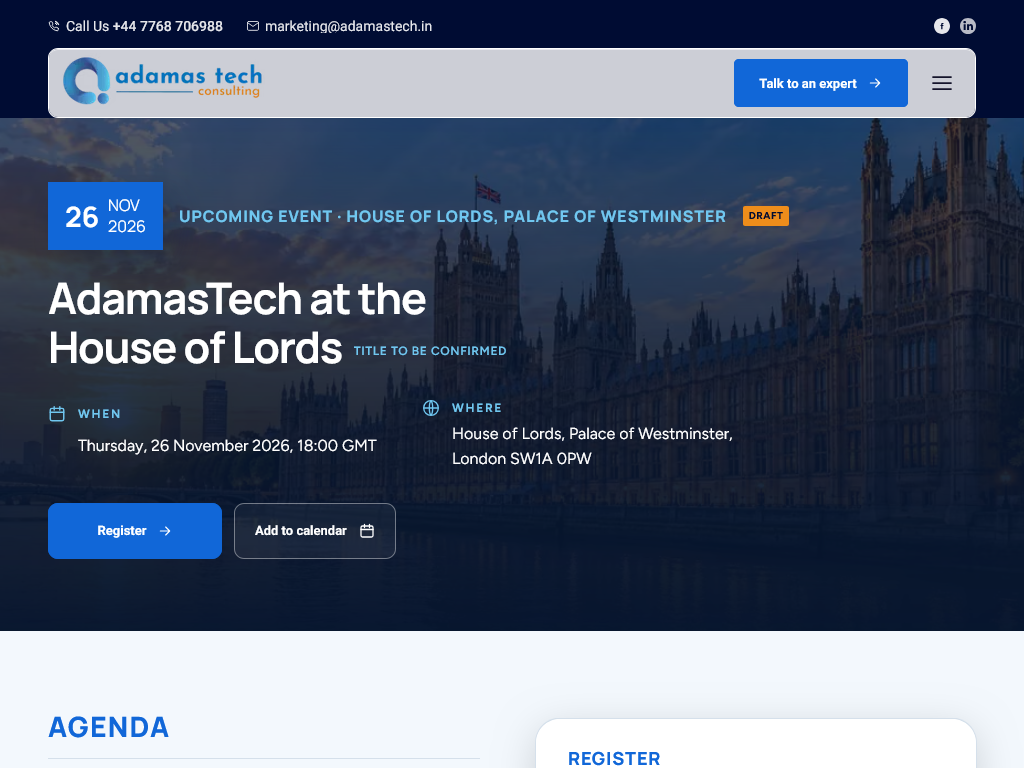 Call Us +44 7768 706988
marketing@adamastech.in
adamas tech
consulting
Talk to an expert
26 NOV 2026
UPCOMING EVENT · HOUSE OF LORDS, PALACE OF WESTMINSTER
DRAFT
AdamasTech at the
House of Lords TITLE TO BE CONFIRMED
WHEN
Thursday, 26 November 2026, 18:00 GMT
WHERE
House of Lords, Palace of Westminster,
London SW1A 0PW
Register
Add to calendar
AGENDA
REGISTER